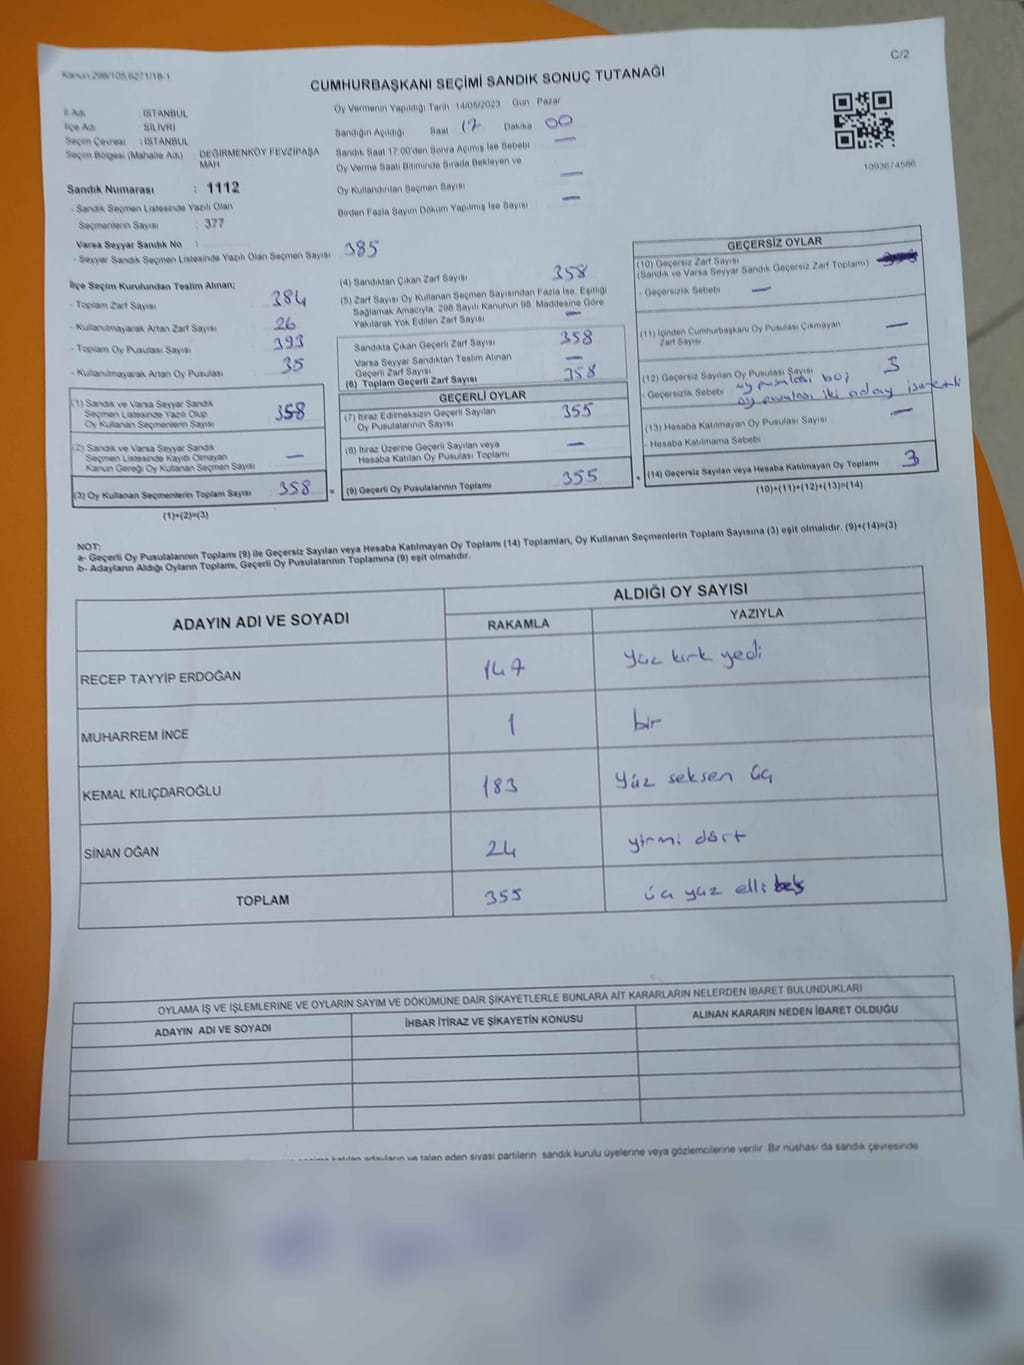 Kanun 298/105,6271/18-1
C/2
CUMHURBAŞKANI SEÇİMİ SANDIK SONUÇ TUTANAĞI
İl Adı : İSTANBUL
İlçe Adı : SİLİVRİ
Seçim Çevresi : İSTANBUL
Seçim Bölgesi (Mahalle Adı) DEĞİRMENKÖY FEVZİPAŞA MAH.
Sandık Numarası : 1112
- Sandık Seçmen Listesinde Yazılı Olan
Seçmenlerin Sayısı : 377
Varsa Seyyar Sandık No :
- Seyyar Sandık Seçmen Listesinde Yazılı Olan Seçmen Sayısı 385
Oy Vermenin Yapıldığı Tarih 14/05/2023 Gün Pazar
Sandığın Açıldığı Saat 17 Dakika 00
Sandık Saat 17:00'den Sonra Açılmış İse Sebebi —
Oy Verme Saati Bitiminde Sırada Bekleyen ve
Oy Kullandırılan Seçmen Sayısı —
Birden Fazla Sayım Döküm Yapılmış İse Sayısı —
1093674586
İlçe Seçim Kurulundan Teslim Alınan;
- Toplam Zarf Sayısı : 384
- Kullanılmayarak Artan Zarf Sayısı : 26
- Toplam Oy Pusulası Sayısı : 393
- Kullanılmayarak Artan Oy Pusulası : 35
(1) Sandık ve Varsa Seyyar Sandık
Seçmen Listesinde Yazılı Olup
Oy Kullanan Seçmenlerin Sayısı : 358
(2) Sandık ve Varsa Seyyar Sandık
Seçmen Listesinde Kayıtlı Olmayan
Kanun Gereği Oy Kullanan Seçmen Sayısı : —
(3) Oy Kullanan Seçmenlerin Toplam Sayısı : 358 =
(1)+(2)=(3)
(4) Sandıktan Çıkan Zarf Sayısı : 358
(5) Zarf Sayısı Oy Kullanan Seçmen Sayısından Fazla İse, Eşitliği
Sağlamak Amacıyla, 298 Sayılı Kanunun 98. Maddesine Göre
Yakılarak Yok Edilen Zarf Sayısı : —
Sandıkta Çıkan Geçerli Zarf Sayısı : 358
Varsa Seyyar Sandıktan Teslim Alınan
Geçerli Zarf Sayısı : —
(6) Toplam Geçerli Zarf Sayısı : 358
GEÇERLİ OYLAR
(7) İtiraz Edilmeksizin Geçerli Sayılan
Oy Pusulalarının Sayısı : 355
(8) İtiraz Üzerine Geçerli Sayılan veya
Hesaba Katılan Oy Pusulası Toplamı : —
(9) Geçerli Oy Pusulalarının Toplamı : 355 +
GEÇERSİZ OYLAR
(10) Geçersiz Zarf Sayısı
(Sandık ve Varsa Seyyar Sandık Geçersiz Zarf Toplamı)
- Geçersizlik Sebebi : —
(11) İçinden Cumhurbaşkanı Oy Pusulası Çıkmayan
Zarf Sayısı : —
(12) Geçersiz Sayılan Oy Pusulası Sayısı : 3
- Geçersizlik Sebebi : oy pusulası boş
oy pusulası iki aday işaretli
(13) Hesaba Katılmayan Oy Pusulası Sayısı : —
- Hesaba Katılmama Sebebi :
(14) Geçersiz Sayılan veya Hesaba Katılmayan Oy Toplamı : 3
(10)+(11)+(12)+(13)=(14)
NOT:
a- Geçerli Oy Pusulalarının Toplamı (9) ile Geçersiz Sayılan veya Hesaba Katılmayan Oy Toplamı (14) Toplamları, Oy Kullanan Seçmenlerin Toplam Sayısına (3) eşit olmalıdır. (9)+(14)=(3)
b- Adayların Aldığı Oyların Toplamı, Geçerli Oy Pusulalarının Toplamına (9) eşit olmalıdır.
ADAYIN ADI VE SOYADI ALDIĞI OY SAYISI
RAKAMLA YAZIYLA
RECEP TAYYİP ERDOĞAN 147 yüz kırk yedi
MUHARREM İNCE 1 bir
KEMAL KILIÇDAROĞLU 183 yüz seksen üç
SİNAN OĞAN 24 yirmi dört
TOPLAM 355 üç yüz elli beş
OYLAMA İŞ VE İŞLEMLERİNE VE OYLARIN SAYIM VE DÖKÜMÜNE DAİR ŞİKAYETLERLE BUNLARA AİT KARARLARIN NELERDEN İBARET BULUNDUKLARI
ADAYIN ADI VE SOYADI İHBAR İTİRAZ VE ŞİKAYETİN KONUSU ALINAN KARARIN NEDEN İBARET OLDUĞU
katılan adayların ve talep eden siyasi partilerin sandık kurulu üyelerine veya gözlemcilerine verilir. Bir nüshası da sandık çevresinde